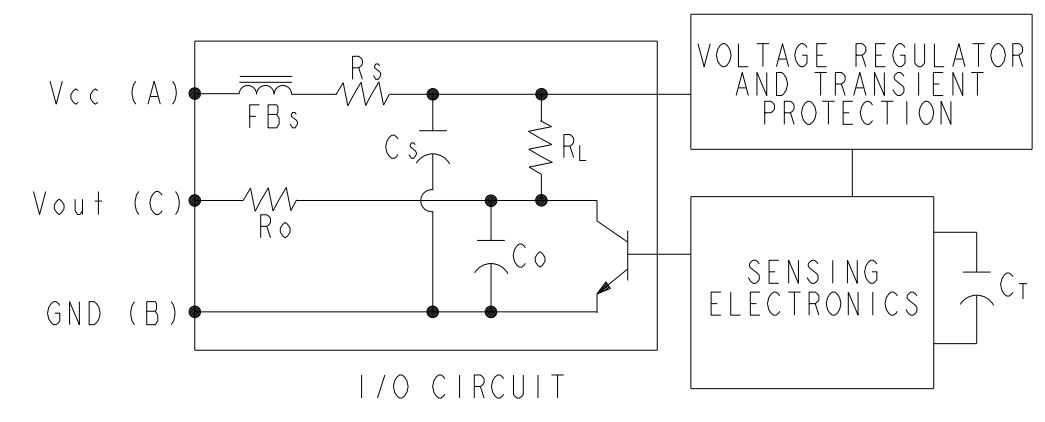 VOLTAGE REGULATOR
AND TRANSIENT
PROTECTION
Vcc (A)
FBs
Rs
Cs
RL
Vout (C)
Ro
Co
SENSING
ELECTRONICS
CT
GND (B)
I/O CIRCUIT